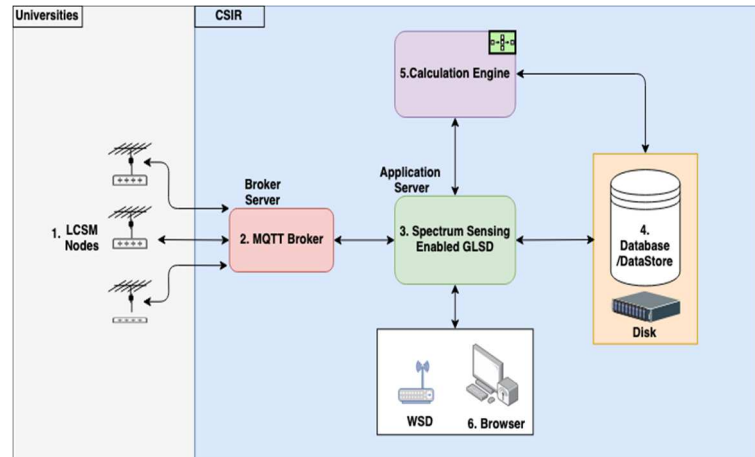 Universities
CSIR
5.Calculation Engine
Application
Server
Broker
Server
1. LCSM
Nodes
2. MQTT Broker
3. Spectrum Sensing
Enabled GLSD
4.
Database
/DataStore
Disk
WSD
6. Browser